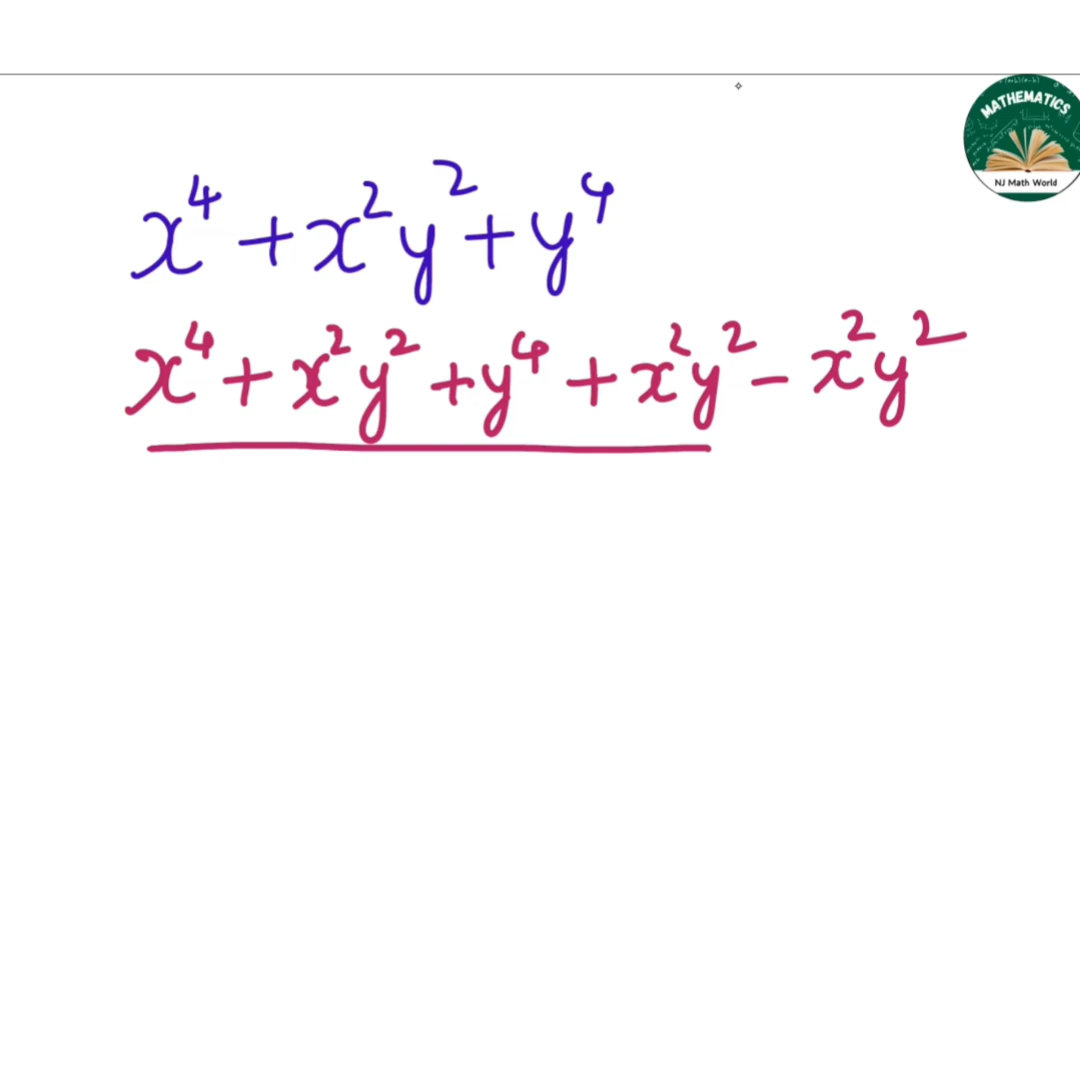 MATHEMATICS
NJ Math World
x⁴ + x²y² + y⁴
x⁴ + x²y² + y⁴ + x²y² - x²y²